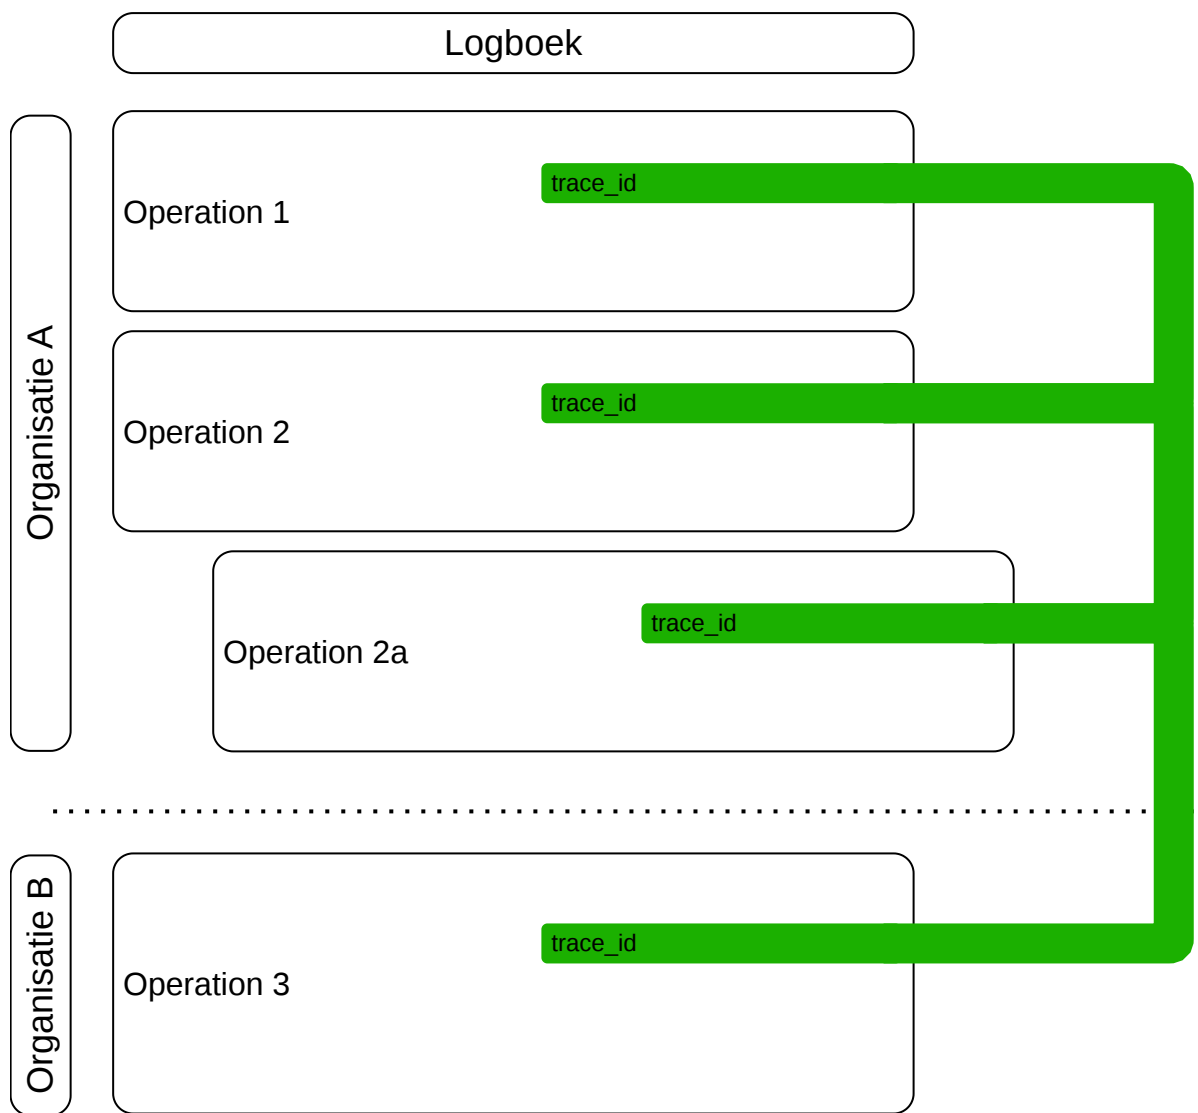 Logboek
Organisatie A
trace_id
Operation 1
trace_id
Operation 2
trace_id
Operation 2a
Organisatie B
trace_id
Operation 3